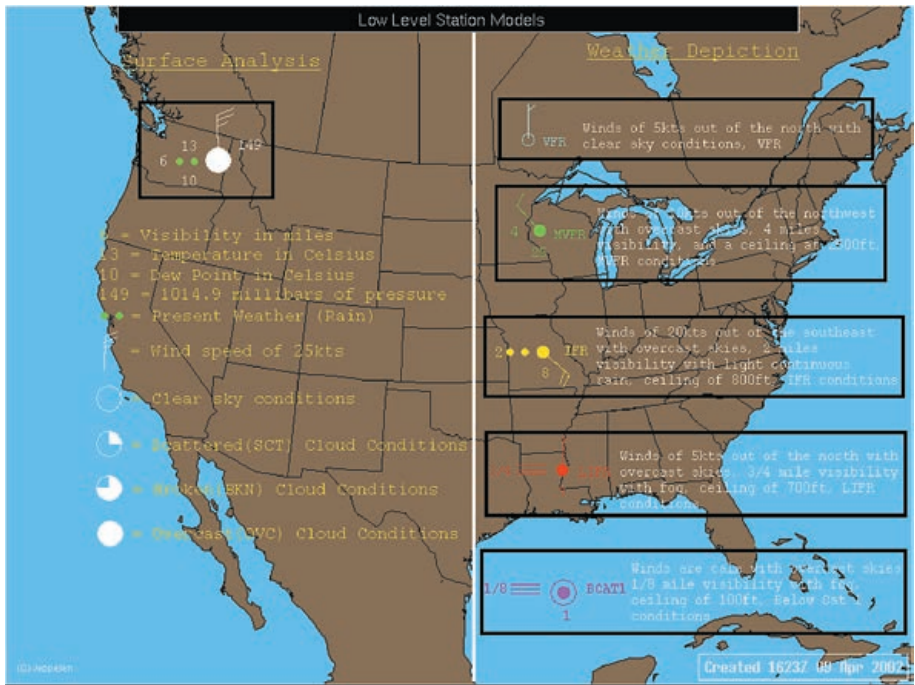 Low Level Station Models
Surface Analysis
13
149
6
10
6 = Visibility in miles
13 = Temperature in Celsius
10 = Dew Point in Celsius
149 = 1014.9 millibars of pressure
= Present Weather (Rain)
= Wind speed of 25kts
= Clear sky conditions
= Scattered(SCT) Cloud Conditions
= Broken(BKN) Cloud Conditions
= Overcast(OVC) Cloud Conditions
Weather Depiction
VFR
Winds of 5kts out of the north with
clear sky conditions, VFR
4
MVFR
25
Winds of 10kts out of the northwest
with overcast skies, 4 miles
visibility, and a ceiling at 2500ft.
MVFR conditions
2
IFR
8
Winds of 20kts out of the southeast
with overcast skies, 2 miles
visibility with light continuous
rain, ceiling of 800ft, IFR conditions
Winds of 5kts out of the north with
overcast skies, 3/4 mile visibility
with fog, ceiling of 700ft, LIFR
conditions
1/8
BCAT1
1
Winds are calm with overcast skies
1/8 mile visibility with fog,
ceiling of 100ft. Below Cat 1
conditions
(C) Jeppesen
Created 1623Z 09 Apr 2002